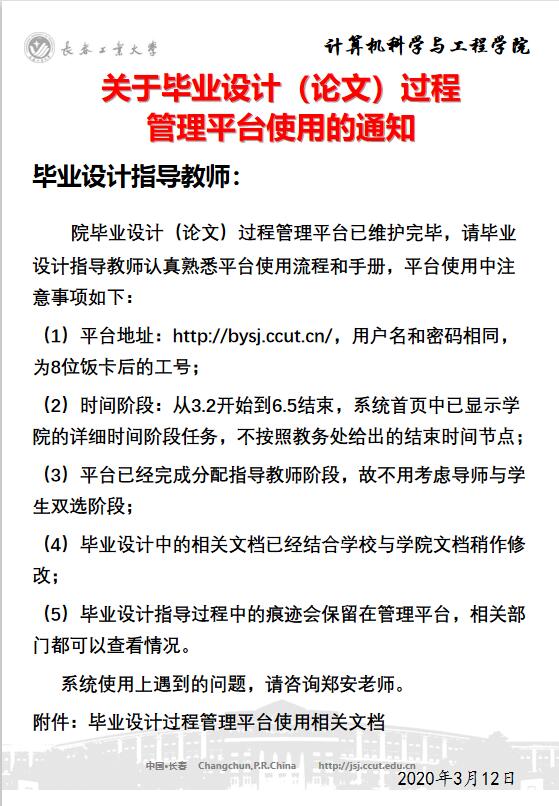 长春工业大学
计算机科学与工程学院
关于毕业设计（论文）过程
管理平台使用的通知
毕业设计指导教师：
院毕业设计（论文）过程管理平台已维护完毕，请毕业
设计指导教师认真熟悉平台使用流程和手册，平台使用中注
意事项如下：
（1）平台地址：http://bysj.ccut.cn/，用户名和密码相同，
为8位饭卡后的工号；
（2）时间阶段：从3.2开始到6.5结束，系统首页中已显示学
院的详细时间阶段任务，不按照教务处给出的结束时间节点；
（3）平台已经完成分配指导教师阶段，故不用考虑导师与学
生双选阶段；
（4）毕业设计中的相关文档已经结合学校与学院文档稍作修
改；
（5）毕业设计指导过程中的痕迹会保留在管理平台，相关部
门都可以查看情况。
系统使用上遇到的问题，请咨询郑安老师。
附件：毕业设计过程管理平台使用相关文档
中国•长春 Changchun,P.R.China http://jsj.ccut.edu.cn
2020年3月12日